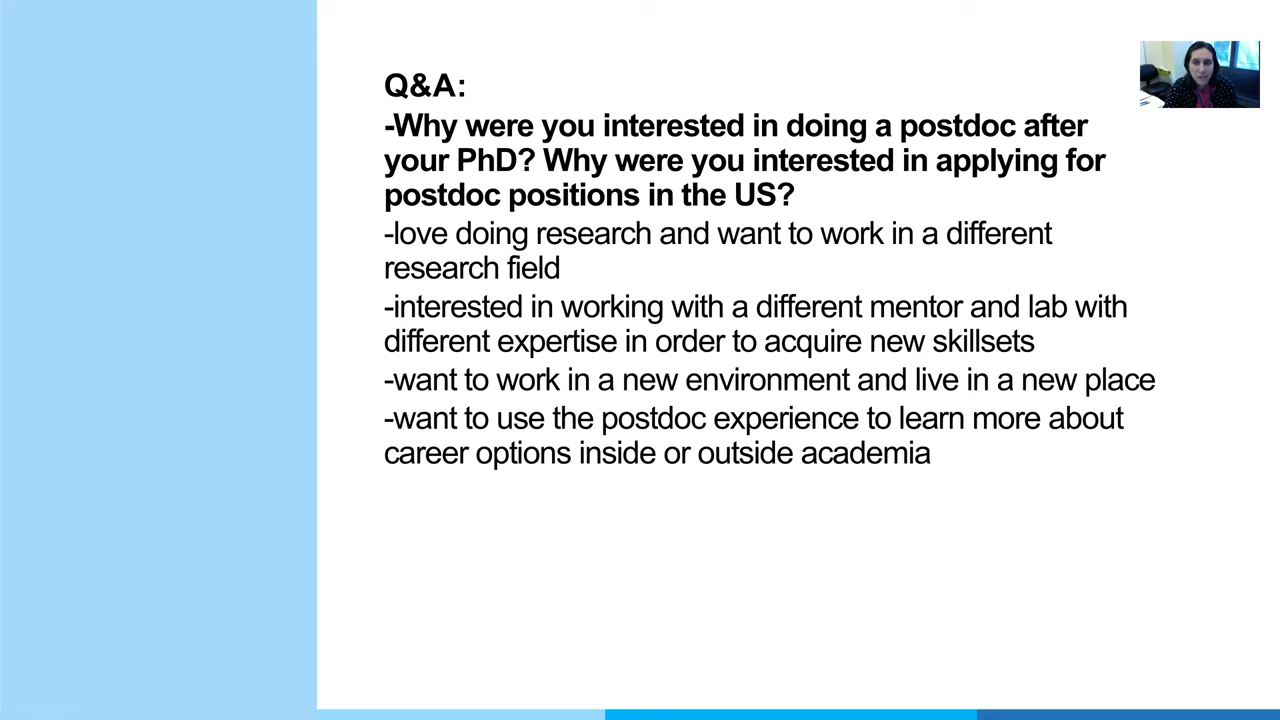 Q&A:
-Why were you interested in doing a postdoc after
your PhD? Why were you interested in applying for
postdoc positions in the US?
-love doing research and want to work in a different
research field
-interested in working with a different mentor and lab with
different expertise in order to acquire new skillsets
-want to work in a new environment and live in a new place
-want to use the postdoc experience to learn more about
career options inside or outside academia